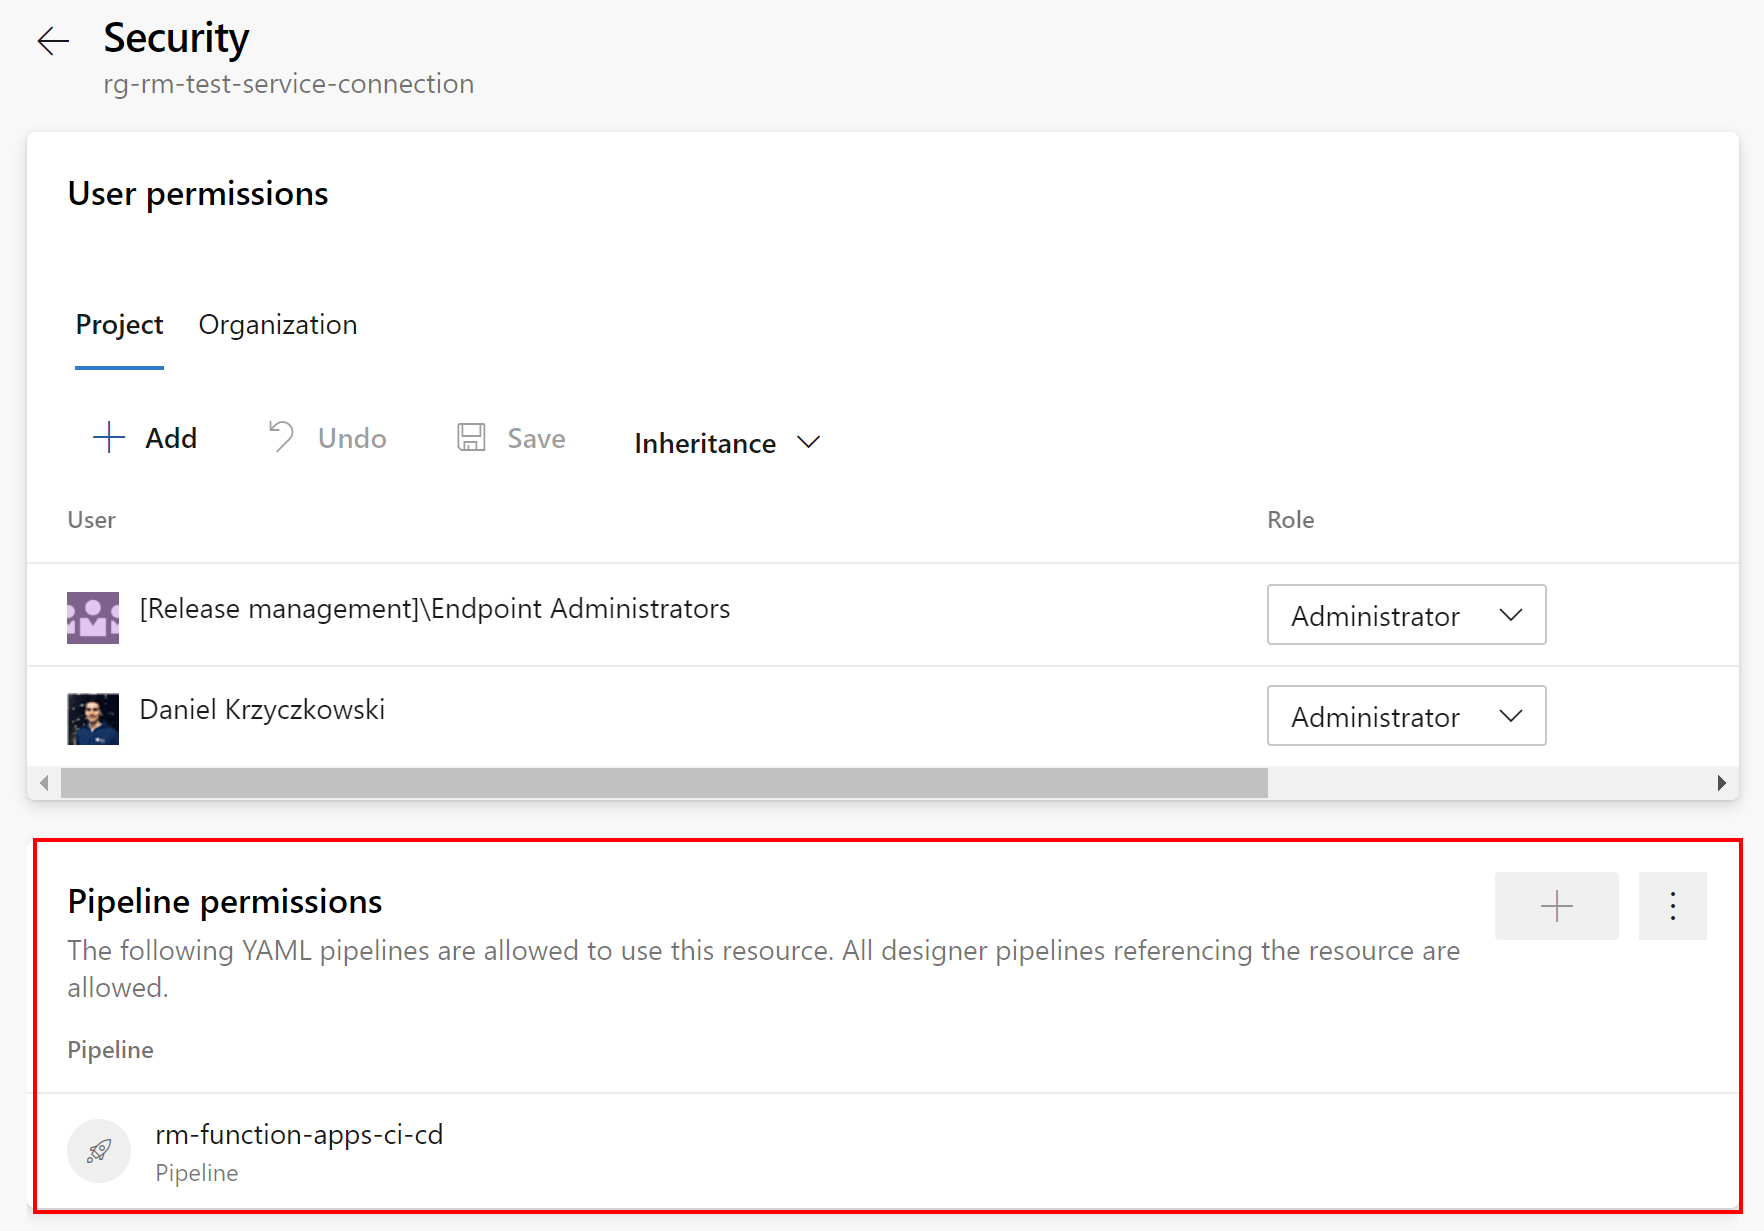 Security
rg-rm-test-service-connection
User permissions
Project Organization
Add Undo Save Inheritance
User Role
[Release management]\Endpoint Administrators Administrator
Daniel Krzyczkowski Administrator
Pipeline permissions
The following YAML pipelines are allowed to use this resource. All designer pipelines referencing the resource are
allowed.
Pipeline
rm-function-apps-ci-cd
Pipeline